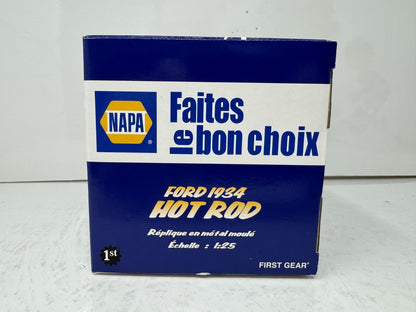 NAPA
Faites
le bon choix
FORD 1934
HOT ROD
Réplique en métal moulé
Échelle : 1:25
1st
FIRST GEAR®